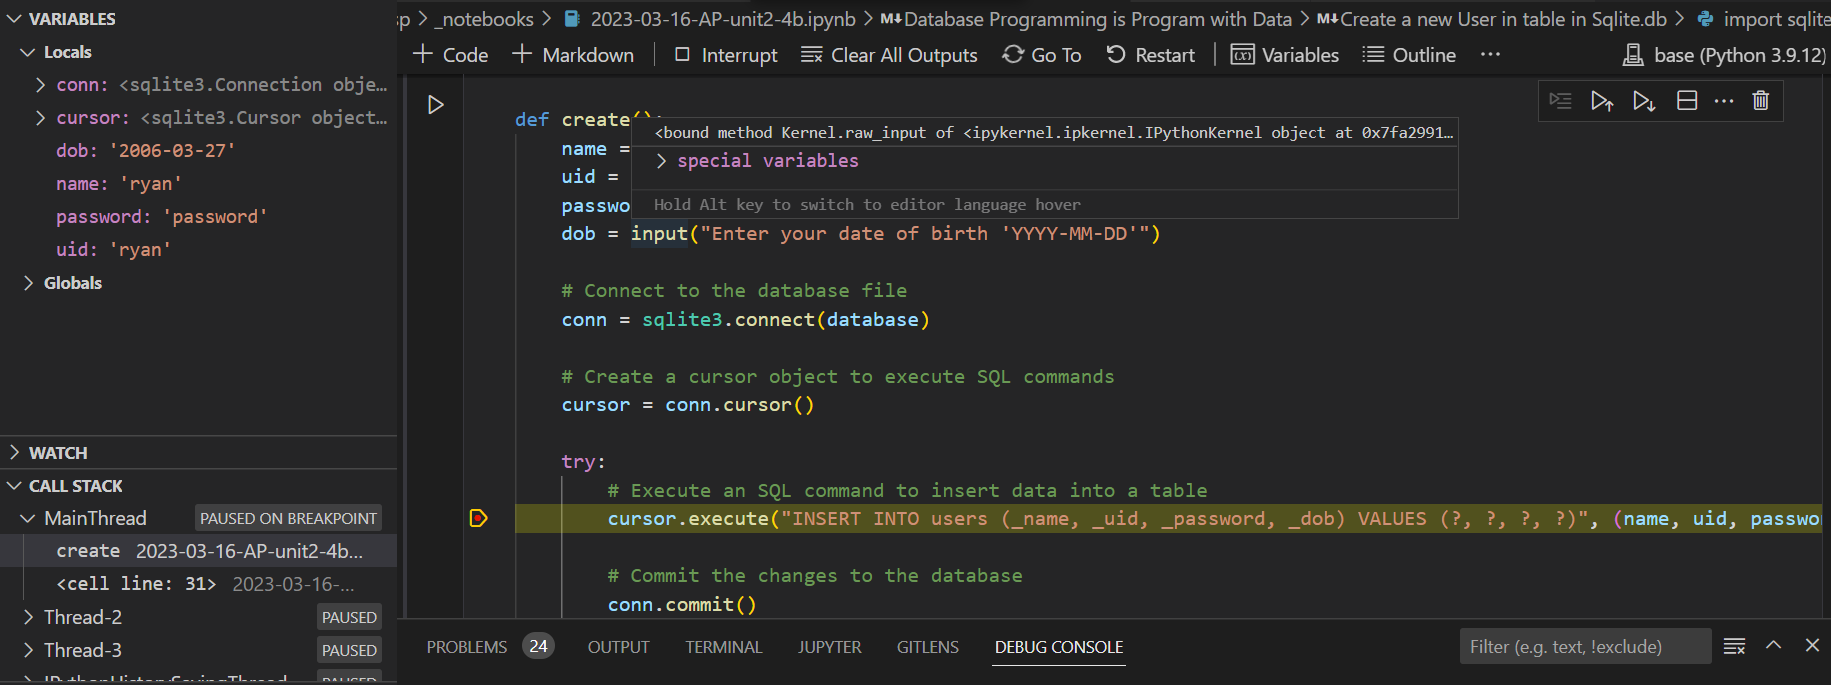 VARIABLES
Locals
conn: <sqlite3.Connection obje…
cursor: <sqlite3.Cursor object…
dob: '2006-03-27'
name: 'ryan'
password: 'password'
uid: 'ryan'
Globals
WATCH
CALL STACK
MainThread PAUSED ON BREAKPOINT
create 2023-03-16-AP-unit2-4b...
<cell line: 31> 2023-03-16-...
Thread-2 PAUSED
Thread-3 PAUSED
IPythonHistorySavingThread PAUSED
sp > _notebooks > 2023-03-16-AP-unit2-4b.ipynb > M↓Database Programming is Program with Data > M↓Create a new User in table in Sqlite.db > import sqlite
+ Code + Markdown | Interrupt Clear All Outputs Go To Restart | Variables Outline ··· base (Python 3.9.12)
def create():
<bound method Kernel.raw_input of <ipykernel.ipkernel.IPythonKernel object at 0x7fa2991…
name =
special variables
uid =
passwo
Hold Alt key to switch to editor language hover
dob = input("Enter your date of birth 'YYYY-MM-DD'")
# Connect to the database file
conn = sqlite3.connect(database)
# Create a cursor object to execute SQL commands
cursor = conn.cursor()
try:
# Execute an SQL command to insert data into a table
cursor.execute("INSERT INTO users (_name, _uid, _password, _dob) VALUES (?, ?, ?, ?)", (name, uid, passwo
# Commit the changes to the database
conn.commit()
PROBLEMS 24 OUTPUT TERMINAL JUPYTER GITLENS DEBUG CONSOLE Filter (e.g. text, !exclude)